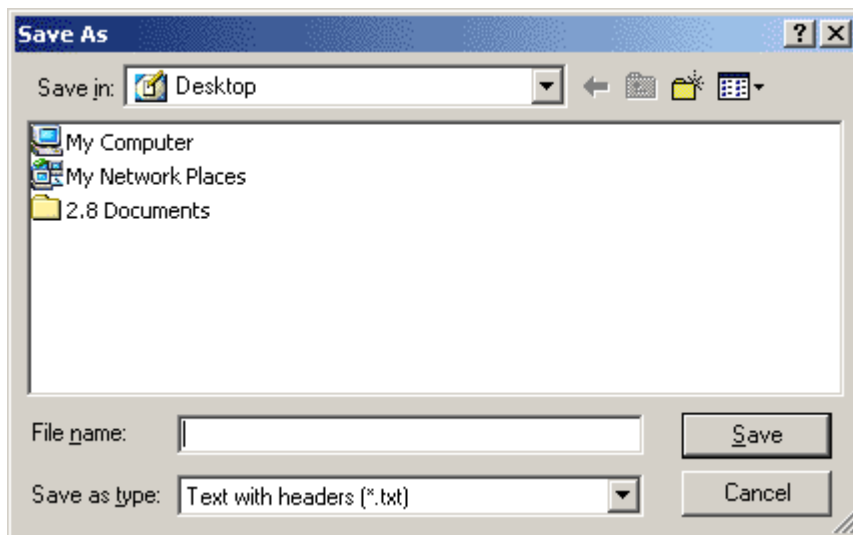 Save As
Save in: Desktop
My Computer
My Network Places
2.8 Documents
File name:
Save
Save as type: Text with headers (*.txt)
Cancel